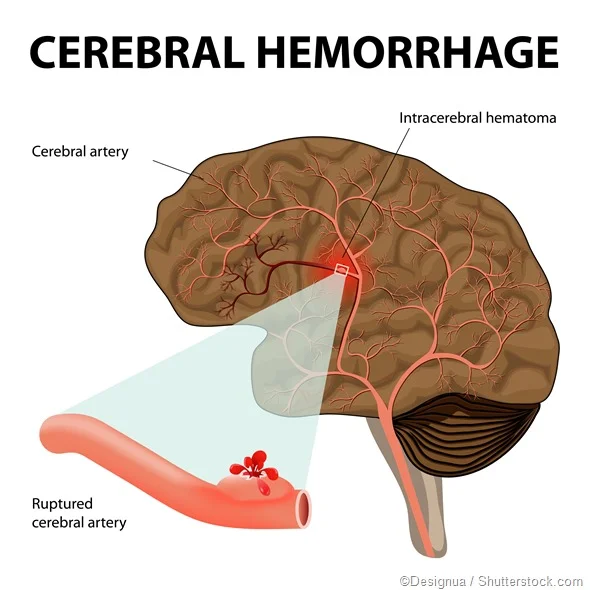 CEREBRAL HEMORRHAGE
Intracerebral hematoma
Cerebral artery
Ruptured
cerebral artery
©Designua / Shutterstock.com